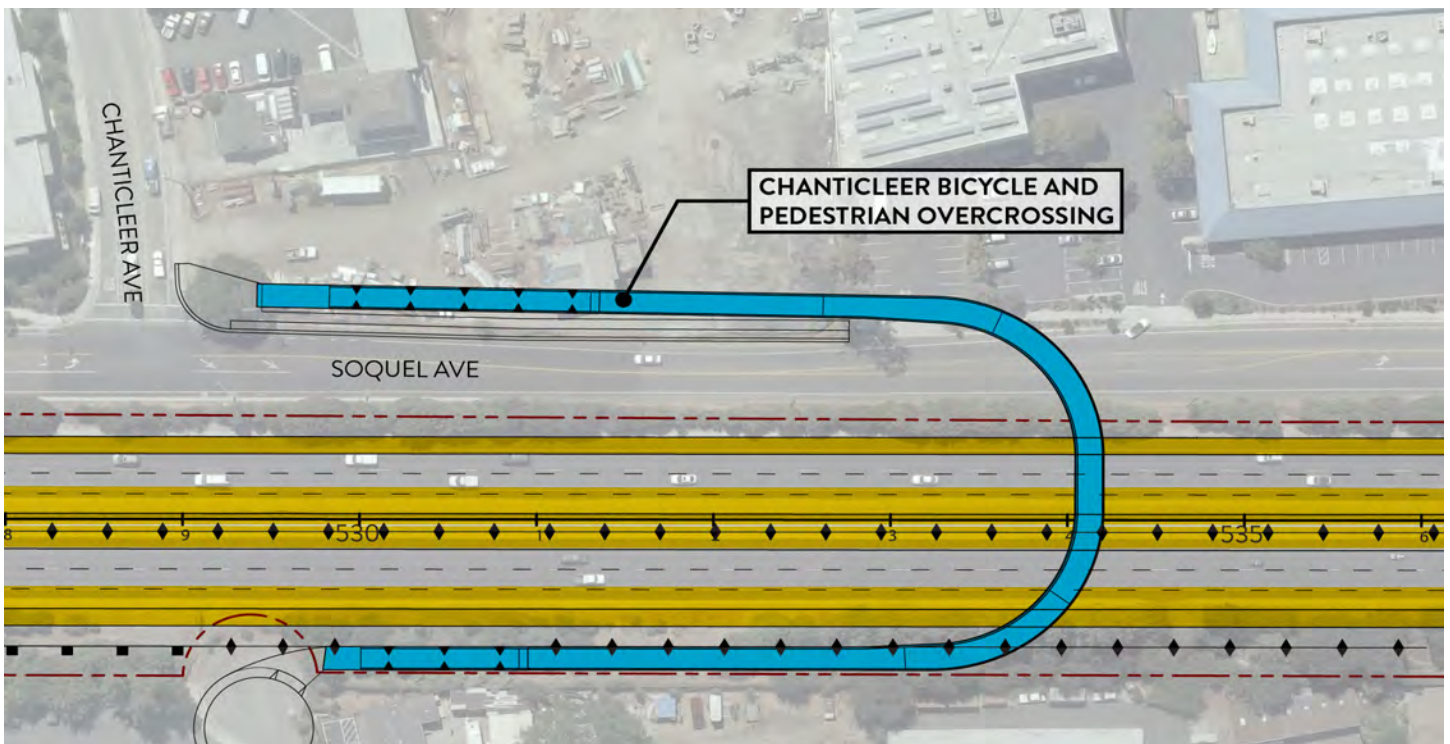 CHANTICLEER AVE
CHANTICLEER BICYCLE AND
PEDESTRIAN OVERCROSSING
SOQUEL AVE
8 9 530 1 2 3 4 535 6